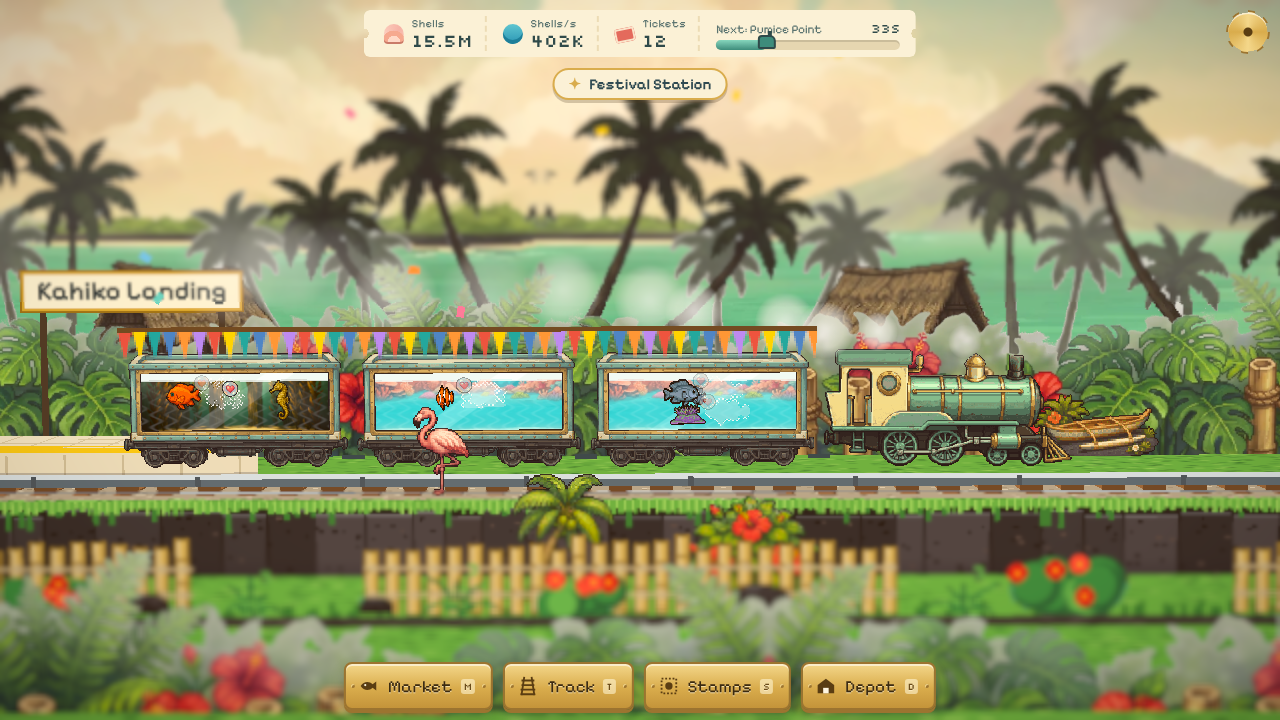 Shells
15.5M
Shells/s
402K
Tickets
12
Next: Pumice Point
33S
Festival Station
Kahiko Landing
Market M
Track T
Stamps S
Depot D